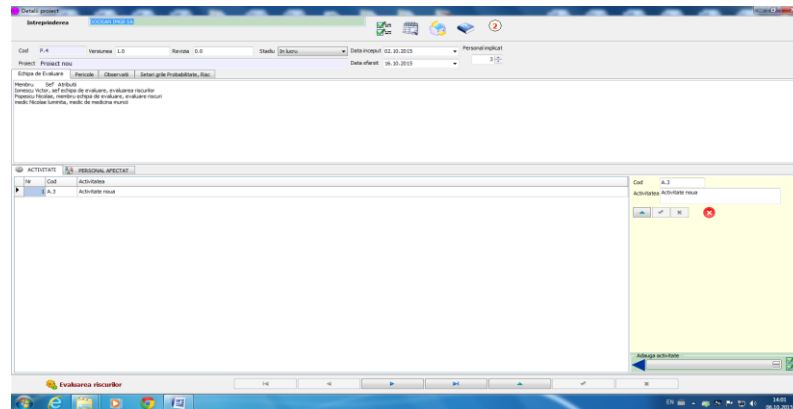 Detalii proiect
Intreprinderea
2
Cod P.4 Versiunea 1.0 Revizia 0.0 Stadiu In lucru Data inceput 02.10.2015 Personal implicat
3
Proiect Proiect nou Data sfarsit 16.10.2015
Echipa de Evaluare Pericole Observatii Setari grile Probabilitate, Risc
Membru Sef Atributii
Ionescu Victor, sef echipa de evaluare, evaluarea riscurilor
Popescu Nicolae, membru echipa de evaluare, evaluare riscuri
medic Nicolae luminita, medic de medicina muncii
ACTIVITATI PERSONAL AFECTAT
Nr Cod Activitatea
1 A.3 Activitate noua
Cod A.3
Activitatea Activitate noua
Adauga activitate
Evaluarea riscurilor
EN 14:01
06.10.2015